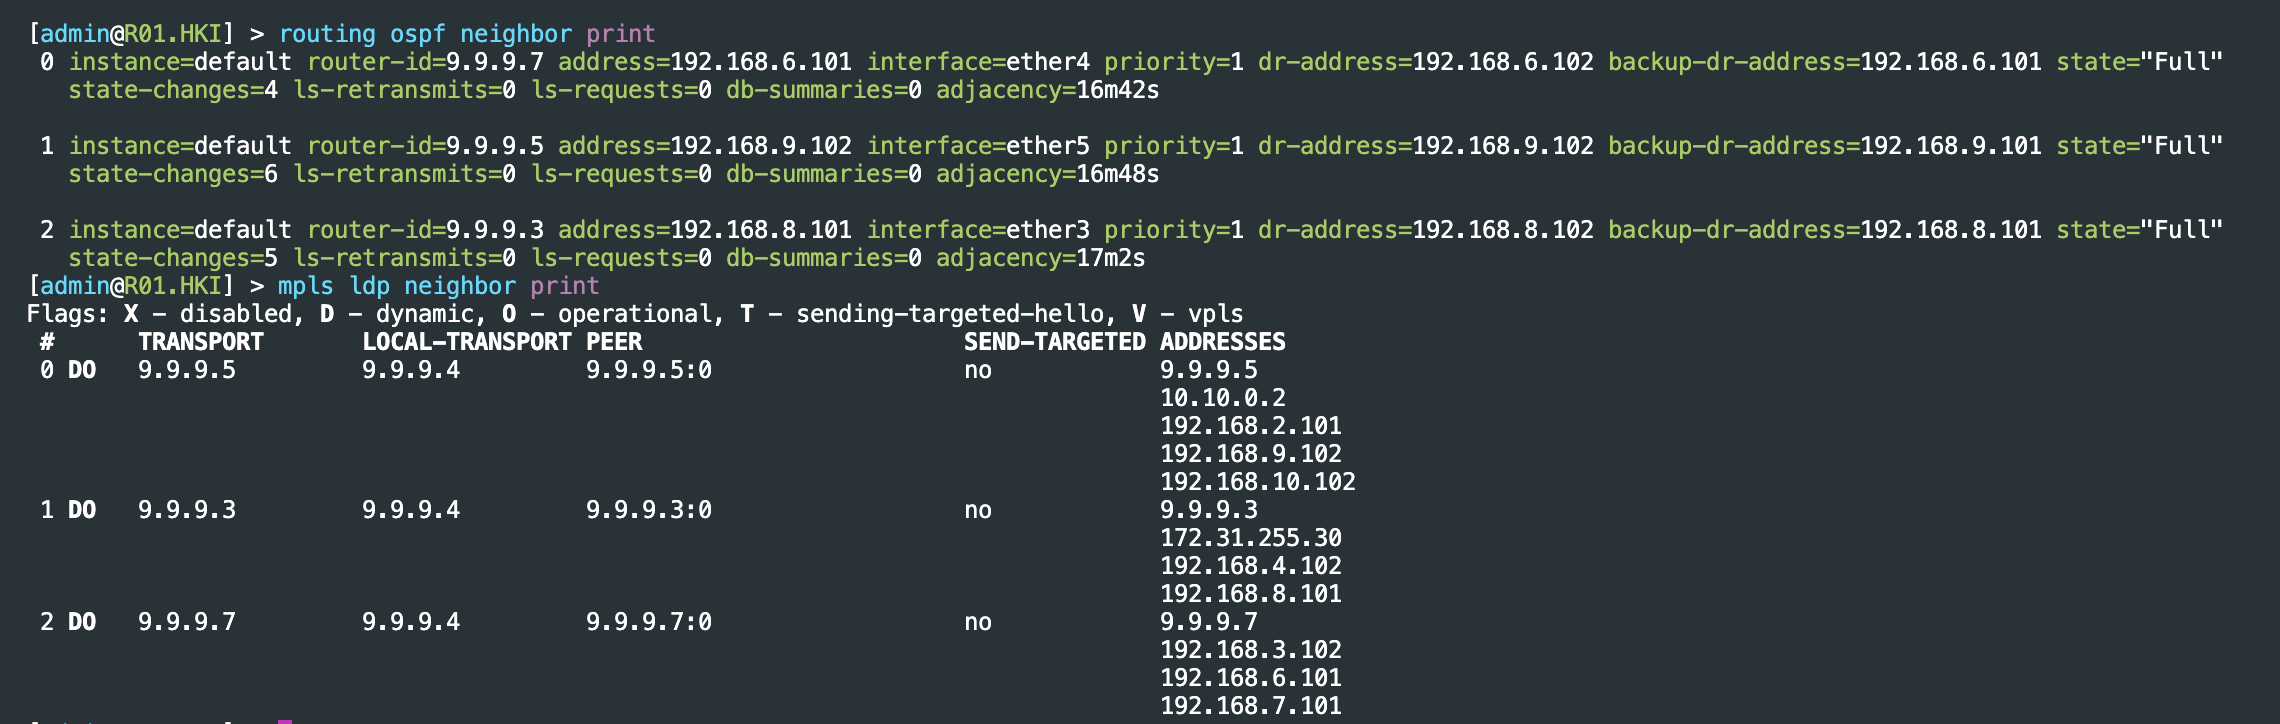 [admin@R01.HKI] > routing ospf neighbor print
0 instance=default router-id=9.9.9.7 address=192.168.6.101 interface=ether4 priority=1 dr-address=192.168.6.102 backup-dr-address=192.168.6.101 state="Full"
state-changes=4 ls-retransmits=0 ls-requests=0 db-summaries=0 adjacency=16m42s
1 instance=default router-id=9.9.9.5 address=192.168.9.102 interface=ether5 priority=1 dr-address=192.168.9.102 backup-dr-address=192.168.9.101 state="Full"
state-changes=6 ls-retransmits=0 ls-requests=0 db-summaries=0 adjacency=16m48s
2 instance=default router-id=9.9.9.3 address=192.168.8.101 interface=ether3 priority=1 dr-address=192.168.8.102 backup-dr-address=192.168.8.101 state="Full"
state-changes=5 ls-retransmits=0 ls-requests=0 db-summaries=0 adjacency=17m2s
[admin@R01.HKI] > mpls ldp neighbor print
Flags: X - disabled, D - dynamic, O - operational, T - sending-targeted-hello, V - vpls
# TRANSPORT LOCAL-TRANSPORT PEER SEND-TARGETED ADDRESSES
0 DO 9.9.9.5 9.9.9.4 9.9.9.5:0 no 9.9.9.5
10.10.0.2
192.168.2.101
192.168.9.102
192.168.10.102
1 DO 9.9.9.3 9.9.9.4 9.9.9.3:0 no 9.9.9.3
172.31.255.30
192.168.4.102
192.168.8.101
2 DO 9.9.9.7 9.9.9.4 9.9.9.7:0 no 9.9.9.7
192.168.3.102
192.168.6.101
192.168.7.101